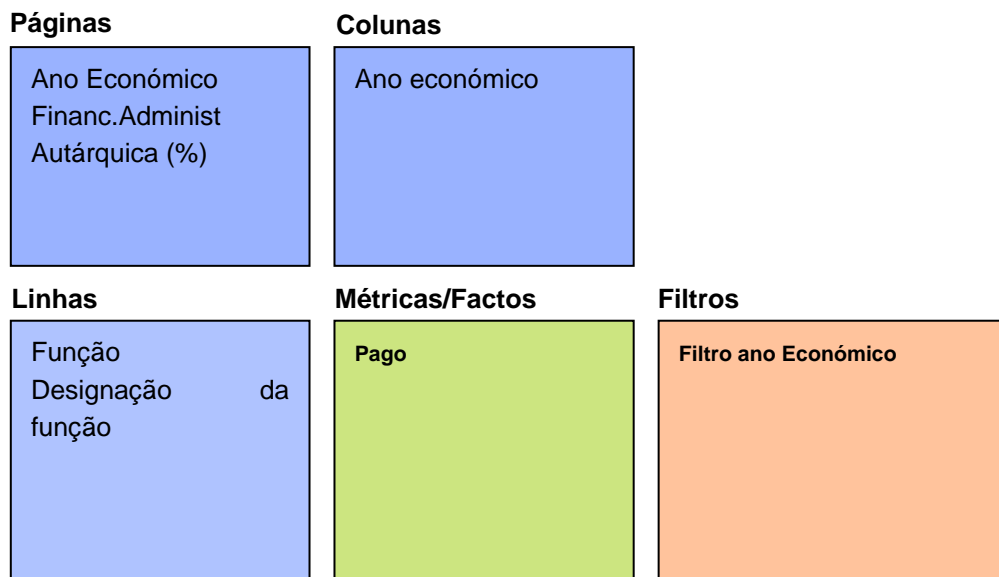 Páginas
Colunas
Ano Económico
Financ.Administ
Autárquica (%)
Ano económico
Linhas
Métricas/Factos
Filtros
Função
Designação da
função
Pago
Filtro ano Económico